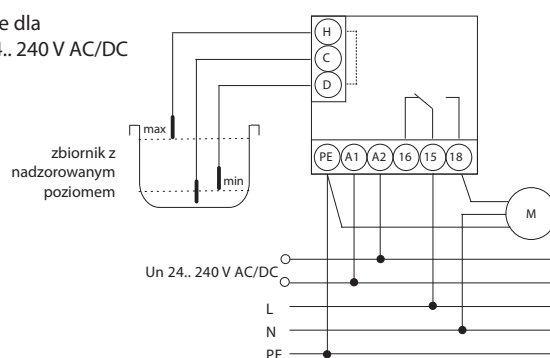 e dla
4.. 240 V AC/DC
H
C
D
max
min
zbiornik z
nadzorowanym
poziomem
PE A1 A2 16 15 18
M
Un 24.. 240 V AC/DC
L
N
PE